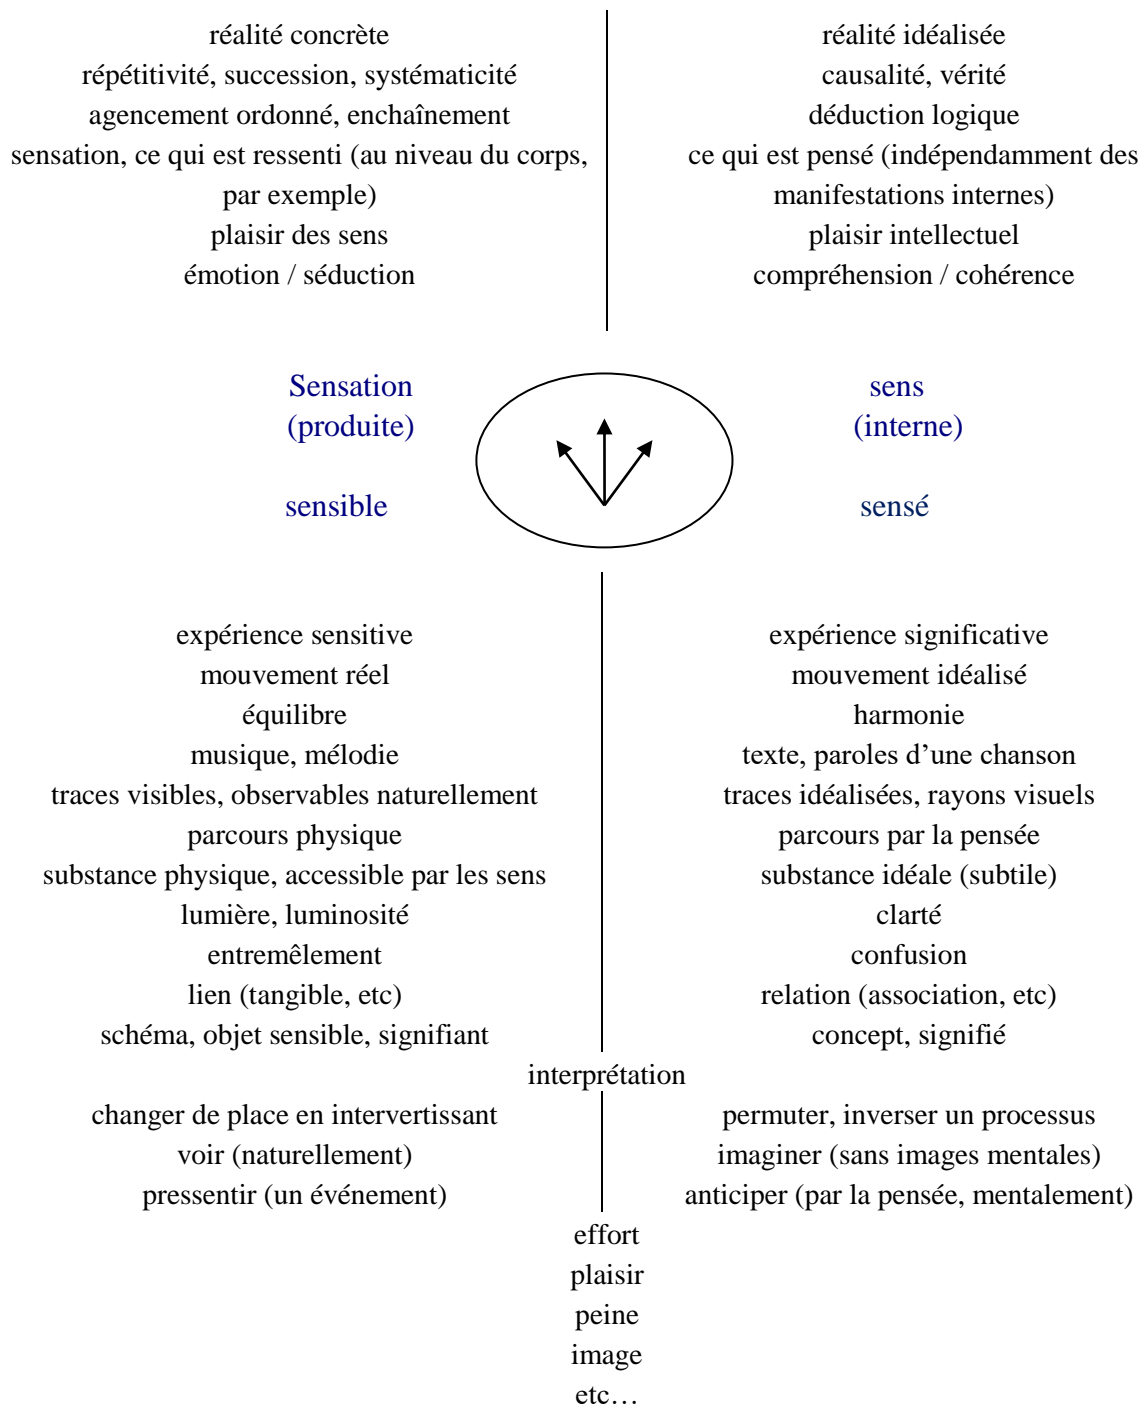 réalité concrète
réalité idéalisée
répétitivité, succession, systématicité
causalité, vérité
agencement ordonné, enchaînement
déduction logique
sensation, ce qui est ressenti (au niveau du corps,
par exemple)
ce qui est pensé (indépendamment des
manifestations internes)
plaisir des sens
plaisir intellectuel
émotion / séduction
compréhension / cohérence
Sensation
(produite)
sens
(interne)
sensible
sensé
expérience sensitive
expérience significative
mouvement réel
mouvement idéalisé
équilibre
harmonie
musique, mélodie
texte, paroles d’une chanson
traces visibles, observables naturellement
traces idéalisées, rayons visuels
parcours physique
parcours par la pensée
substance physique, accessible par les sens
substance idéale (subtile)
lumière, luminosité
clarté
entremêlement
confusion
lien (tangible, etc)
relation (association, etc)
schéma, objet sensible, signifiant
concept, signifié
interprétation
changer de place en intervertissant
permuter, inverser un processus
voir (naturellement)
imaginer (sans images mentales)
pressentir (un événement)
anticiper (par la pensée, mentalement)
effort
plaisir
peine
image
etc…